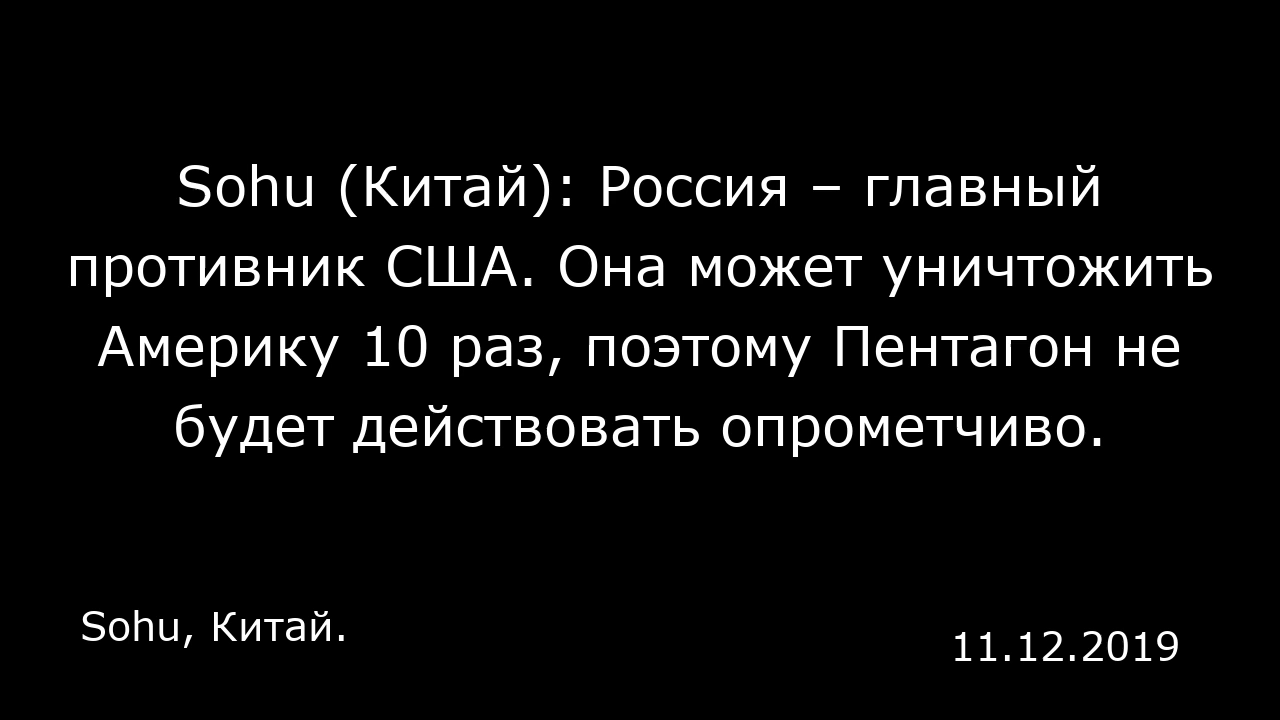 Sohu (Китай): Россия – главный
противник США. Она может уничтожить
Америку 10 раз, поэтому Пентагон не
будет действовать опрометчиво.
Sohu, Китай.
11.12.2019